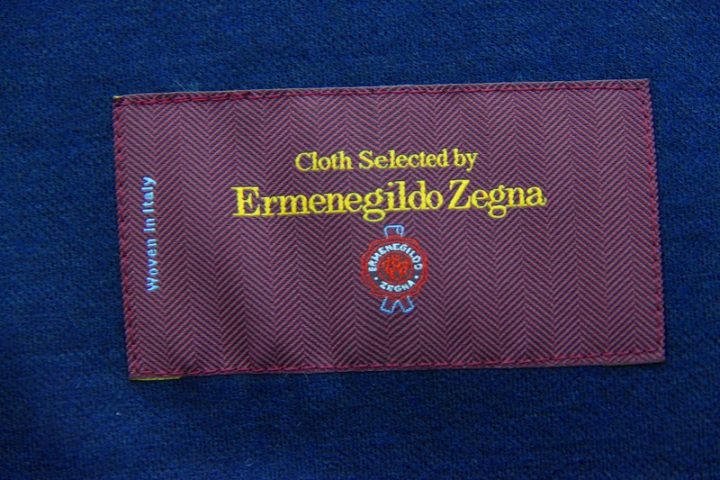 Cloth Selected by
Ermenegildo Zegna
ERMENEGILDO
ZEGNA
Woven in Italy